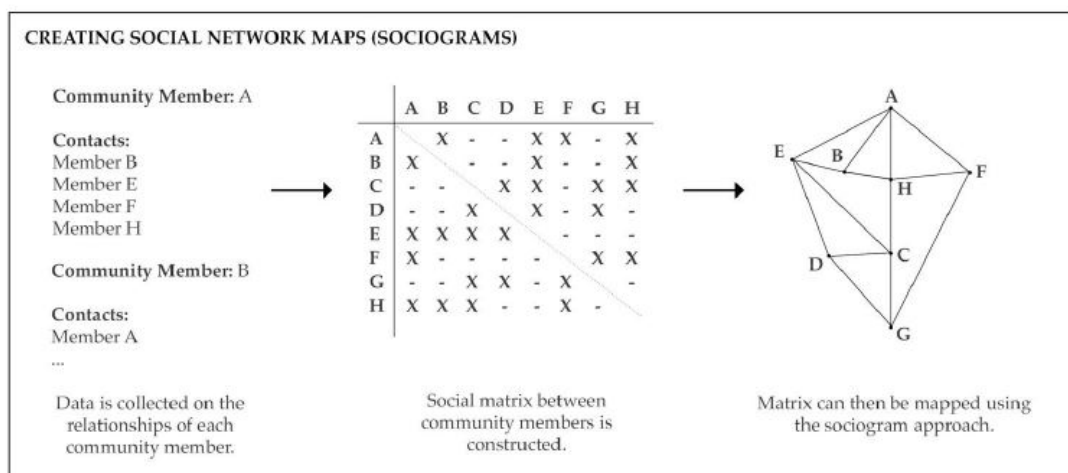 CREATING SOCIAL NETWORK MAPS (SOCIOGRAMS)
Community Member: A
Contacts:
Member B
Member E
Member F
Member H
Community Member: B
Contacts:
Member A
...
Data is collected on the
relationships of each
community member.
A B C D E F G H
A X - - X X - X
B X - - X - - X
C - - X X - X X
D - - X X - X -
E X X X X - - -
F X - - - - X X
G - - X X - X -
H X X X - - X -
Social matrix between
community members is
constructed.
A
E
B
F
H
D
C
G
Matrix can then be mapped using
the sociogram approach.